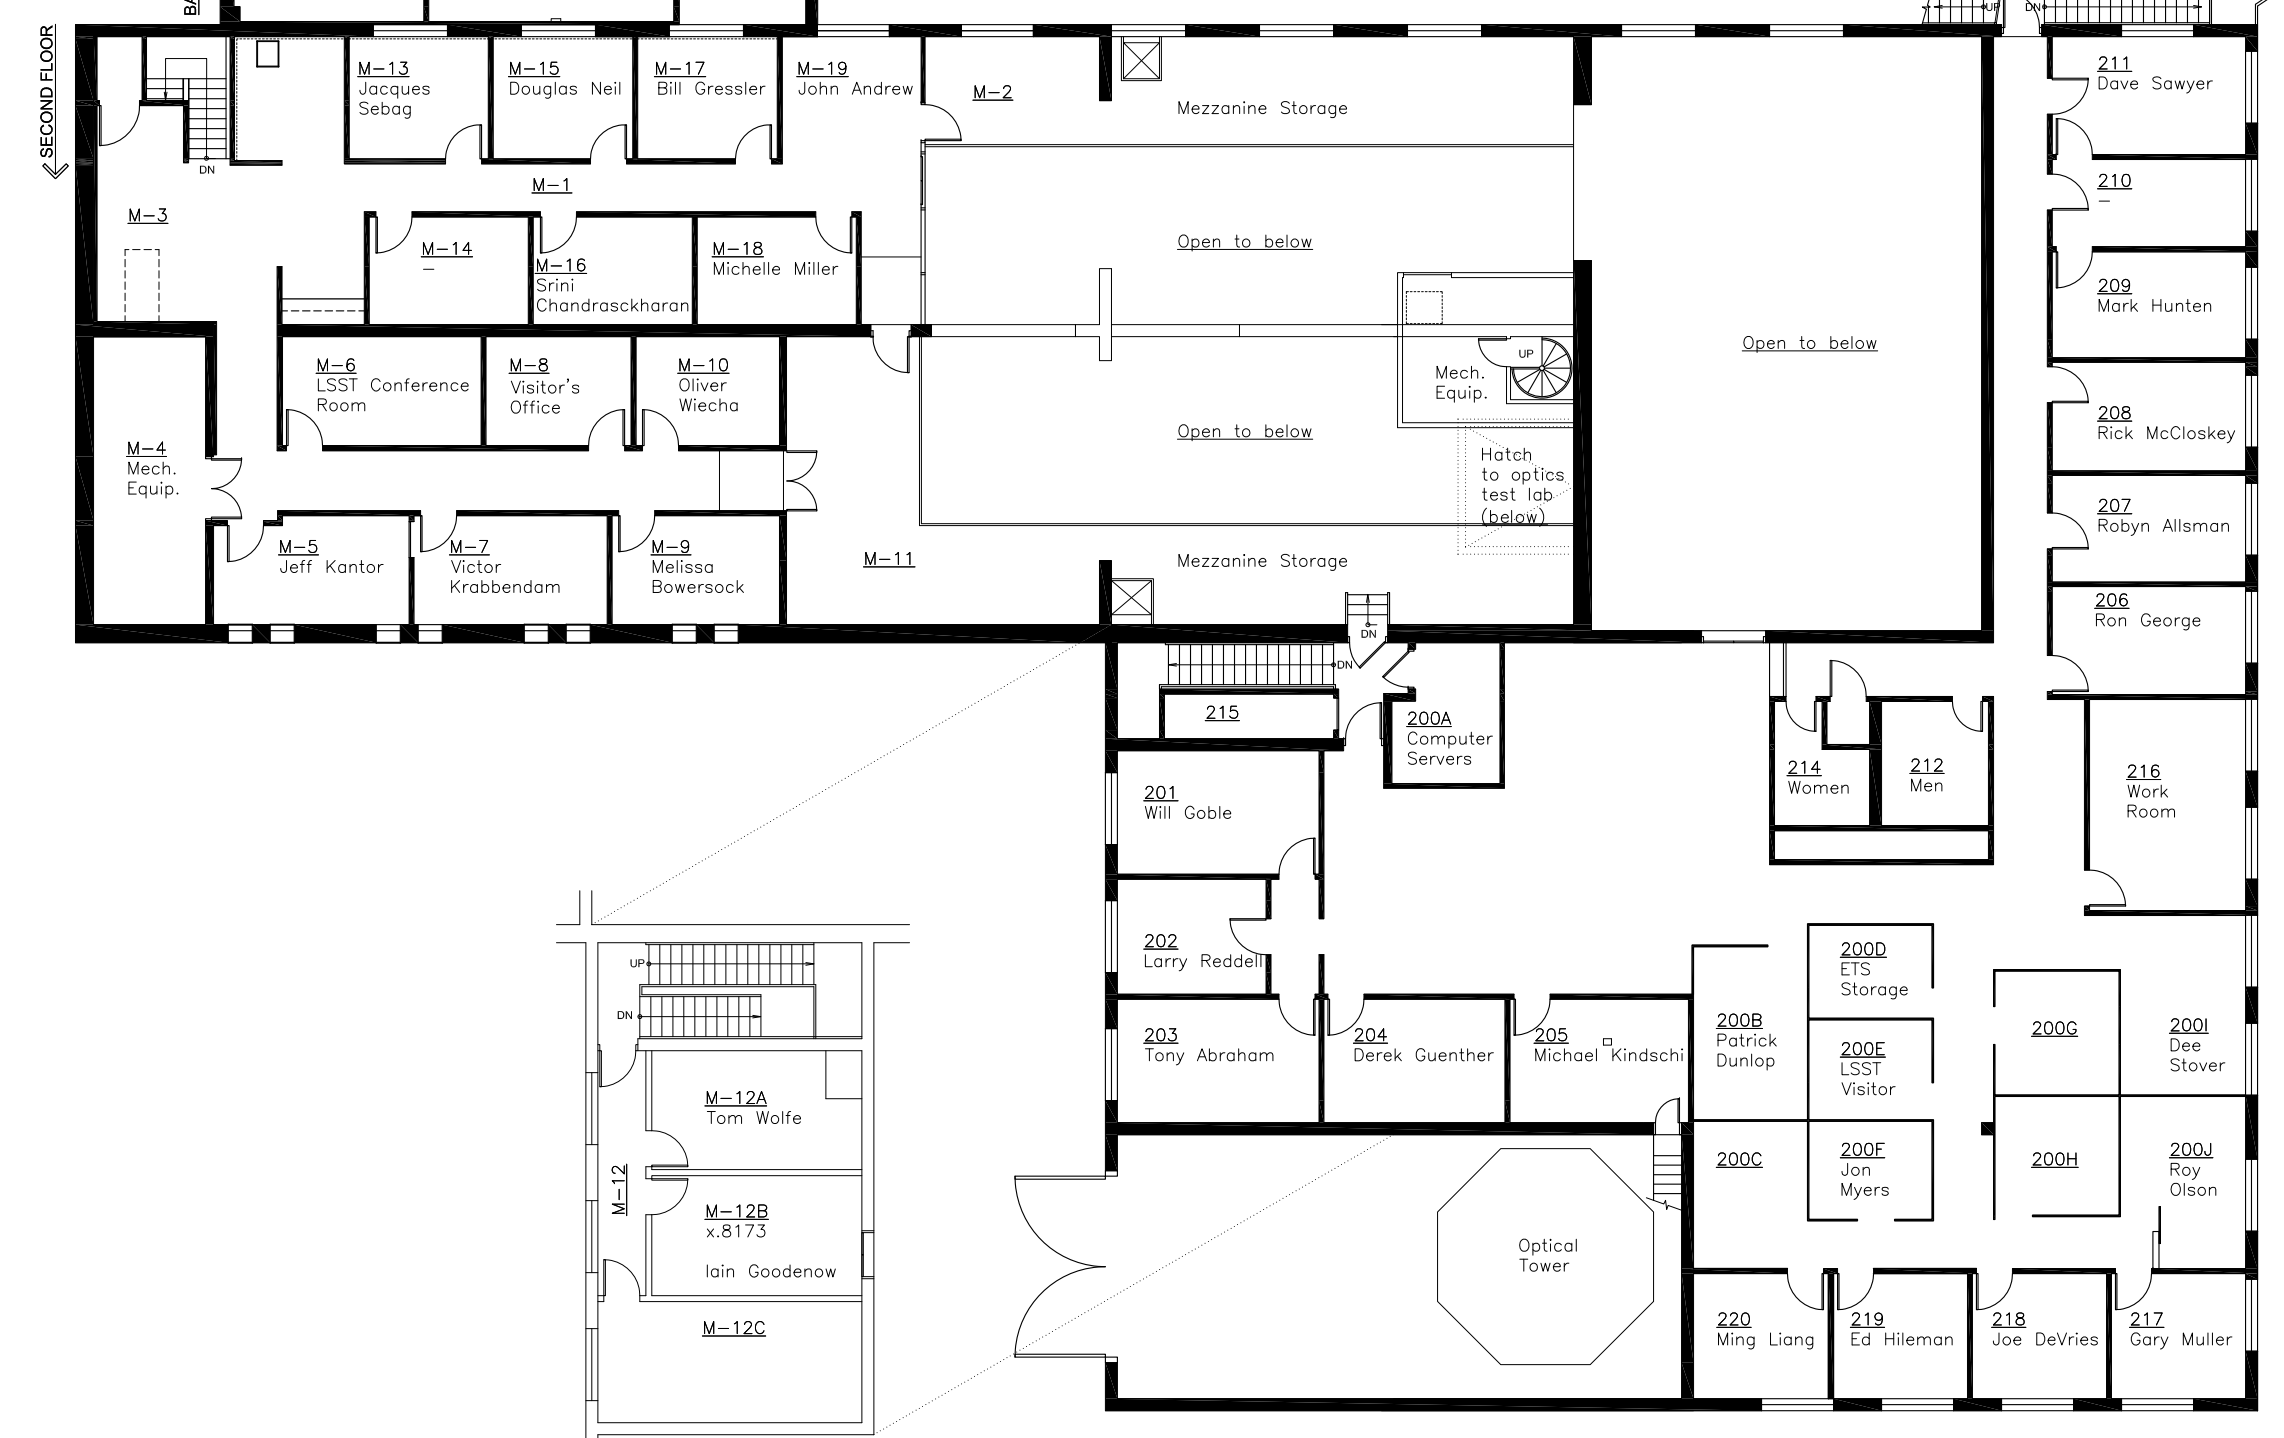 BA
SECOND FLOOR
UP
DN
M-13
Jacques
Sebag
M-15
Douglas Neil
M-17
Bill Gressler
M-19
John Andrew
M-2
Mezzanine Storage
211
Dave Sawyer
DN
M-1
M-3
210
–
M-14
–
M-16
Srini
Chandrasckharan
M-18
Michelle Miller
Open to below
209
Mark Hunten
Open to below
M-6
LSST Conference
Room
M-8
Visitor's
Office
M-10
Oliver
Wiecha
UP
Mech.
Equip.
208
Rick McCloskey
M-4
Mech.
Equip.
Open to below
Hatch
to optics
test lab
(below)
207
Robyn Allsman
M-5
Jeff Kantor
M-7
Victor
Krabbendam
M-9
Melissa
Bowersock
M-11
Mezzanine Storage
206
Ron George
DN
DN
215
200A
Computer
Servers
214
Women
212
Men
216
Work
Room
201
Will Goble
202
Larry Reddell
203
Tony Abraham
204
Derek Guenther
205
Michael Kindschi
200B
Patrick
Dunlop
200D
ETS
Storage
200E
LSST
Visitor
200G
200I
Dee
Stover
200C
200F
Jon
Myers
200H
200J
Roy
Olson
UP
DN
M-12A
Tom Wolfe
M-12
M-12B
x.8173
Iain Goodenow
M-12C
Optical
Tower
220
Ming Liang
219
Ed Hileman
218
Joe DeVries
217
Gary Muller